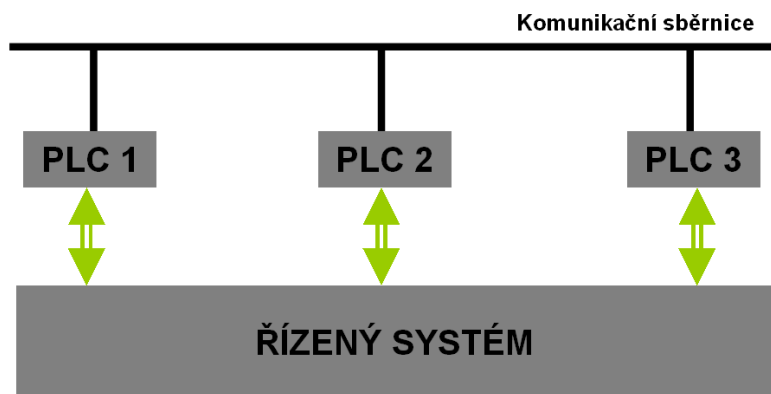 Komunikační sběrnice
PLC 1
PLC 2
PLC 3
ŘÍZENÝ SYSTÉM